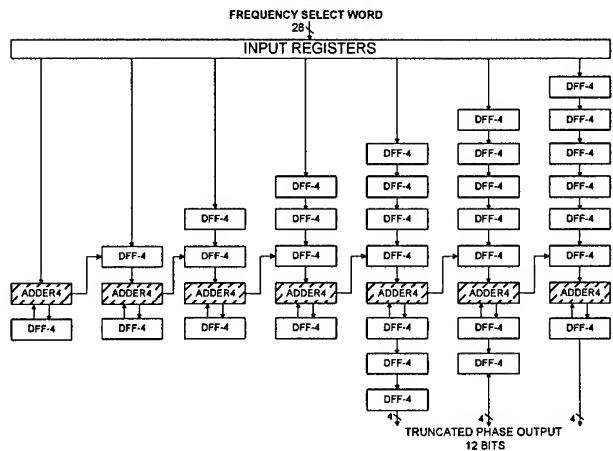 FREQUENCY SELECT WORD
28
INPUT REGISTERS
DFF-4
DFF-4 DFF-4
DFF-4 DFF-4 DFF-4
DFF-4 DFF-4 DFF-4 DFF-4
DFF-4 DFF-4 DFF-4 DFF-4 DFF-4
DFF-4 DFF-4 DFF-4 DFF-4 DFF-4 DFF-4
ADDER4 ADDER4 ADDER4 ADDER4 ADDER4 ADDER4 ADDER4
DFF-4 DFF-4 DFF-4 DFF-4 DFF-4 DFF-4 DFF-4
DFF-4 DFF-4
DFF-4
4 4 4
TRUNCATED PHASE OUTPUT
12 BITS